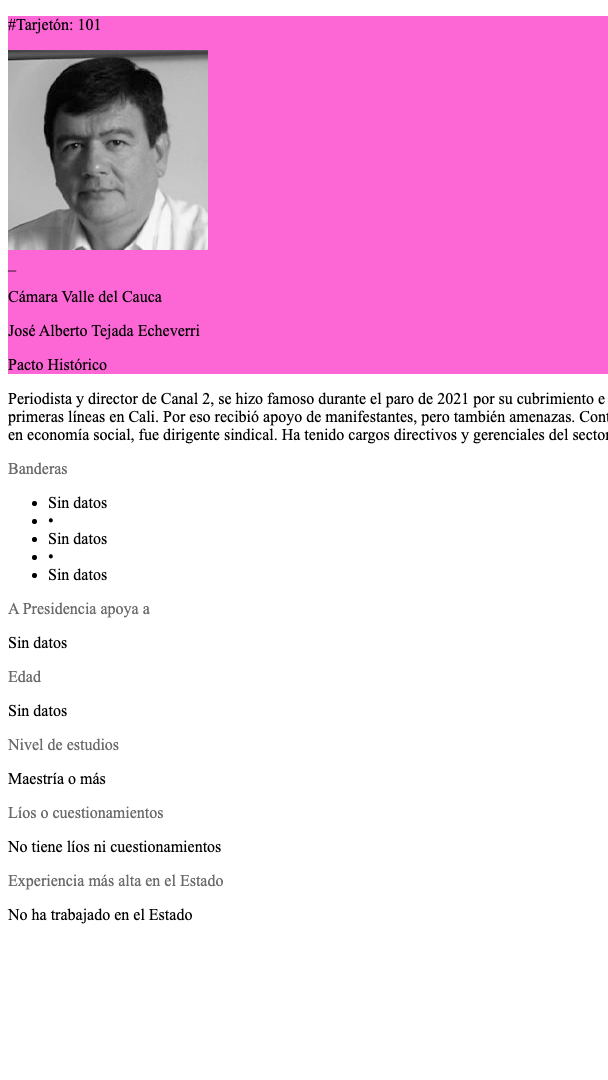 #Tarjetón: 101
_
Cámara Valle del Cauca
José Alberto Tejada Echeverri
Pacto Histórico
Periodista y director de Canal 2, se hizo famoso durante el paro de 2021 por su cubrimiento e
primeras líneas en Cali. Por eso recibió apoyo de manifestantes, pero también amenazas. Cont
en economía social, fue dirigente sindical. Ha tenido cargos directivos y gerenciales del sector
Banderas
• Sin datos
• •
• Sin datos
• •
• Sin datos
A Presidencia apoya a
Sin datos
Edad
Sin datos
Nivel de estudios
Maestría o más
Líos o cuestionamientos
No tiene líos ni cuestionamientos
Experiencia más alta en el Estado
No ha trabajado en el Estado